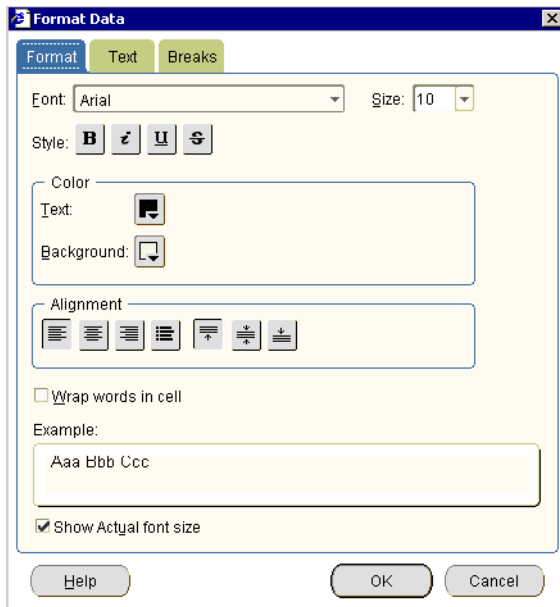 Format Data
Format Text Breaks
Font: Arial Size: 10
Style: B i U S
Color
Text:
Background:
Alignment
Wrap words in cell
Example:
Aaa Bbb Ccc
Show Actual font size
Help OK Cancel